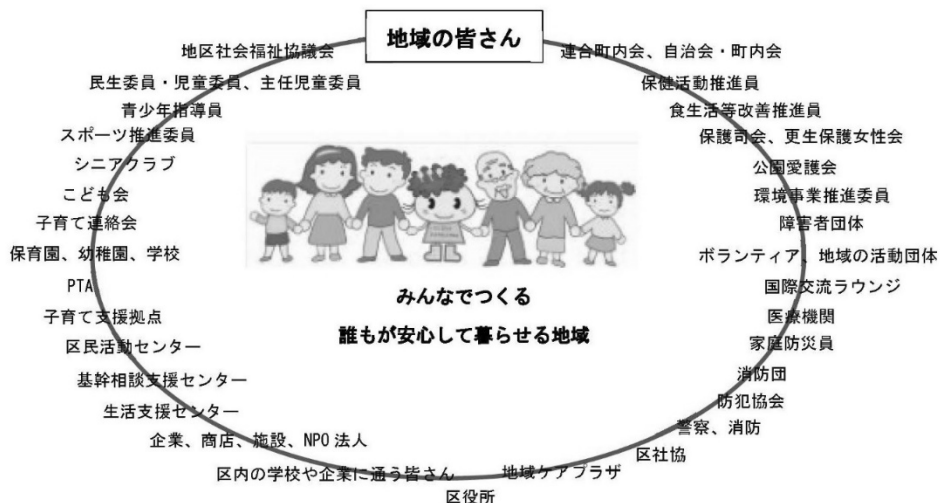 地域の皆さん
地区社会福祉協議会
民生委員・児童委員、主任児童委員
青少年指導員
スポーツ推進委員
シニアクラブ
こども会
子育て連絡会
保育園、幼稚園、学校
PTA
子育て支援拠点
区民活動センター
基幹相談支援センター
生活支援センター
企業、商店、施設、NPO 法人
区内の学校や企業に通う皆さん
区役所
地域ケアプラザ
区社協
警察、消防
防犯協会
消防団
家庭防災員
医療機関
国際交流ラウンジ
ボランティア、地域の活動団体
障害者団体
環境事業推進委員
公園愛護会
保護司会、更生保護女性会
食生活等改善推進員
保健活動推進員
連合町内会、自治会・町内会
みんなでつくる
誰もが安心して暮らせる地域